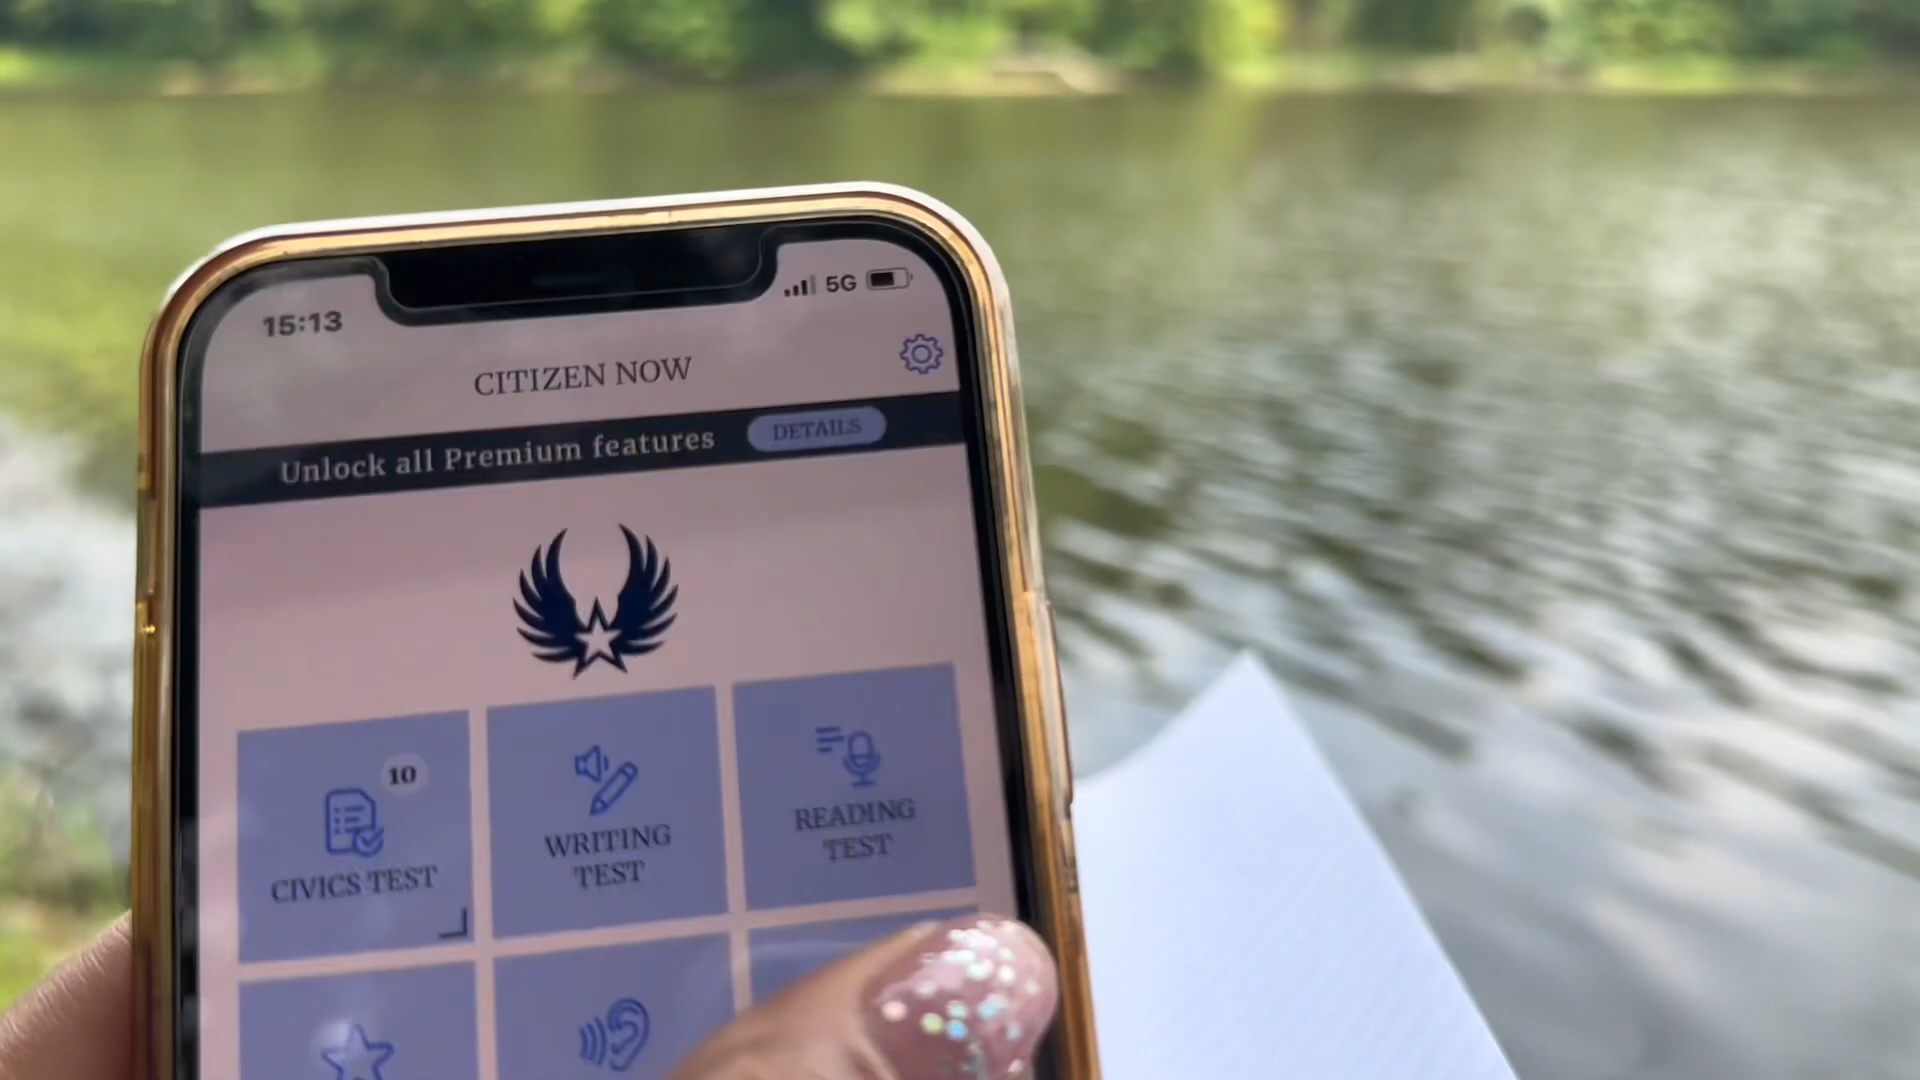 15:13
5G
CITIZEN NOW
Unlock all Premium features
DETAILS
10
CIVICS TEST
WRITING
TEST
READING
TEST